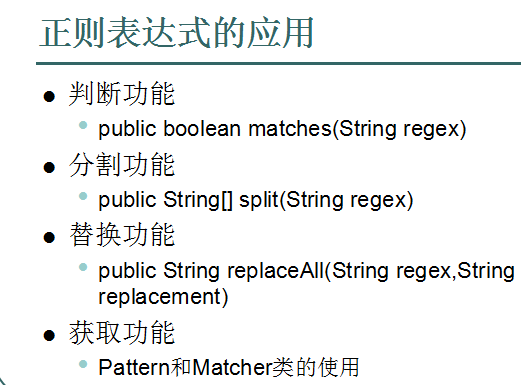 正则表达式的应用
判断功能
public boolean matches(String regex)
分割功能
public String[] split(String regex)
替换功能
public String replaceAll(String regex,String
replacement)
获取功能
Pattern和Matcher类的使用